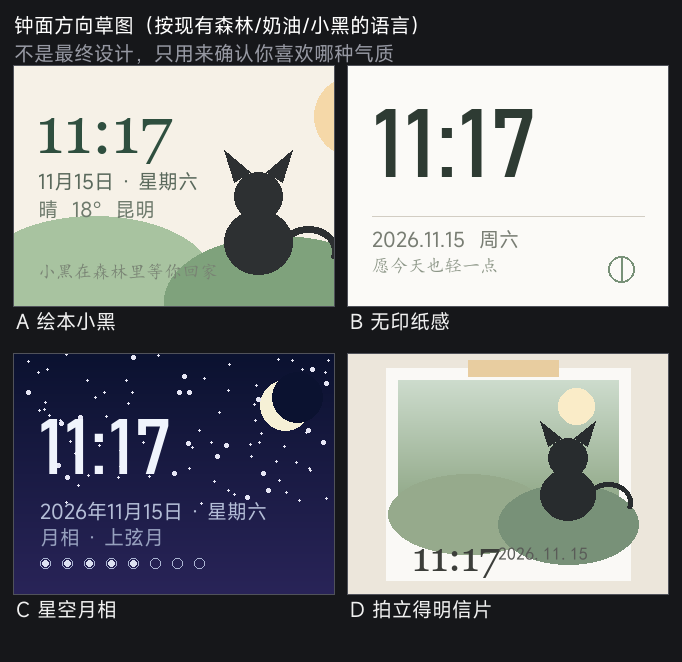 钟面方向草图（按现有森林/奶油/小黑的语言）
不是最终设计，只用来确认你喜欢哪种气质
11:17
11月15日 · 星期六
晴 18° 昆明
小黑在森林里等你回家
A 绘本小黑
11:17
2026.11.15 周六
愿今天也轻一点
B 无印纸感
11:17
2026年11月15日 · 星期六
月相 · 上弦月
C 星空月相
11:17
2026.11.15
D 拍立得明信片